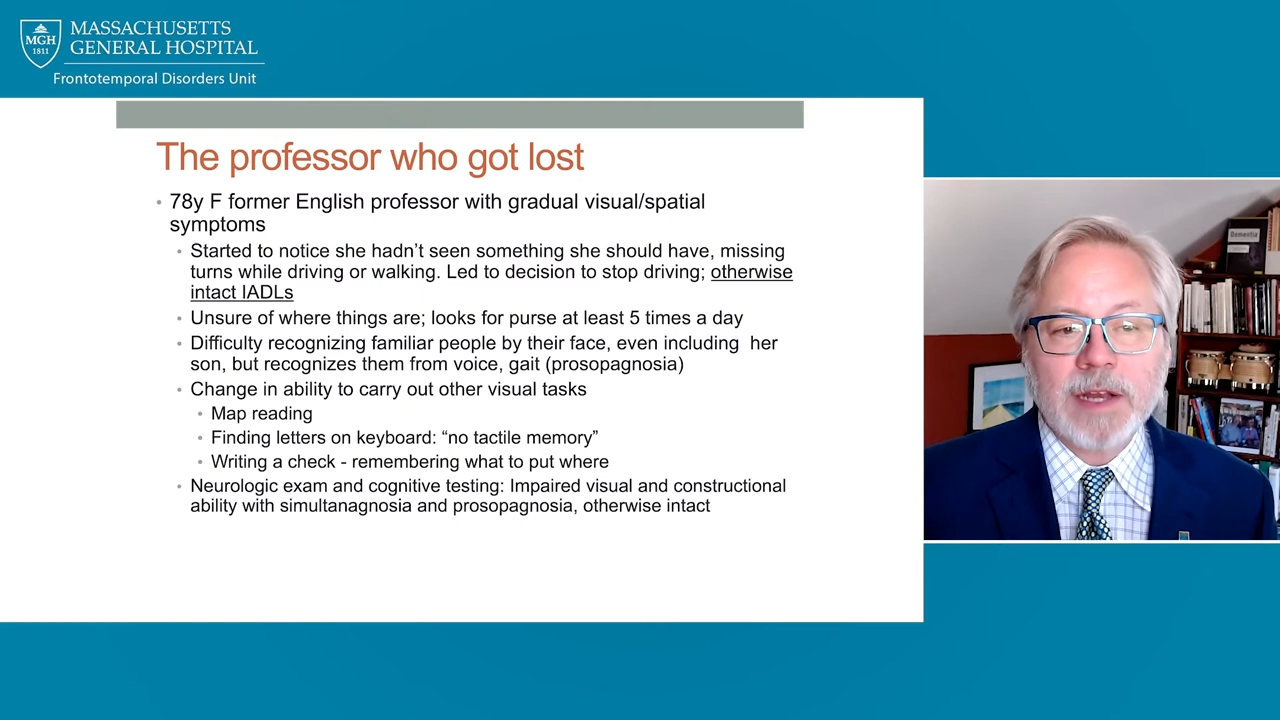 MASSACHUSETTS
GENERAL HOSPITAL
MGH
1811
Frontotemporal Disorders Unit
The professor who got lost
• 78y F former English professor with gradual visual/spatial
symptoms
• Started to notice she hadn't seen something she should have, missing
turns while driving or walking. Led to decision to stop driving; otherwise
intact IADLs
• Unsure of where things are; looks for purse at least 5 times a day
• Difficulty recognizing familiar people by their face, even including her
son, but recognizes them from voice, gait (prosopagnosia)
• Change in ability to carry out other visual tasks
• Map reading
• Finding letters on keyboard: “no tactile memory”
• Writing a check - remembering what to put where
• Neurologic exam and cognitive testing: Impaired visual and constructional
ability with simultanagnosia and prosopagnosia, otherwise intact
Dementia